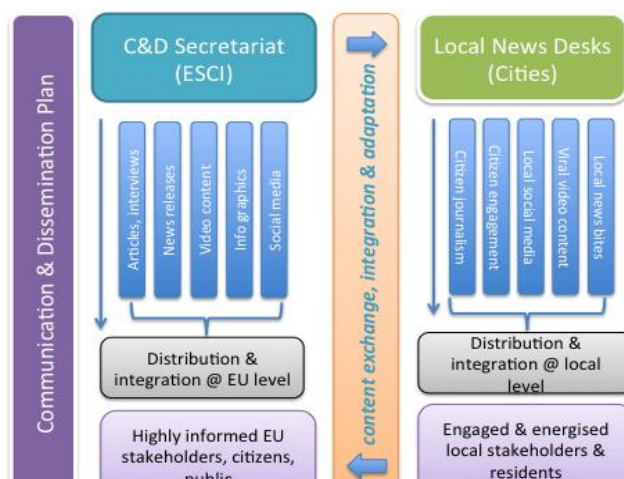 Communication & Dissemination Plan
C&D Secretariat
(ESCI)
Articles, interviews
News releases
Video content
Info graphics
Social media
Distribution &
integration @ EU level
Highly informed EU
stakeholders, citizens,
public
content exchange, integration & adaptation
Local News Desks
(Cities)
Citizen journalism
Citizen engagement
Local social media
Viral video content
Local news bites
Distribution &
integration @ local
level
Engaged & energised
local stakeholders &
residents